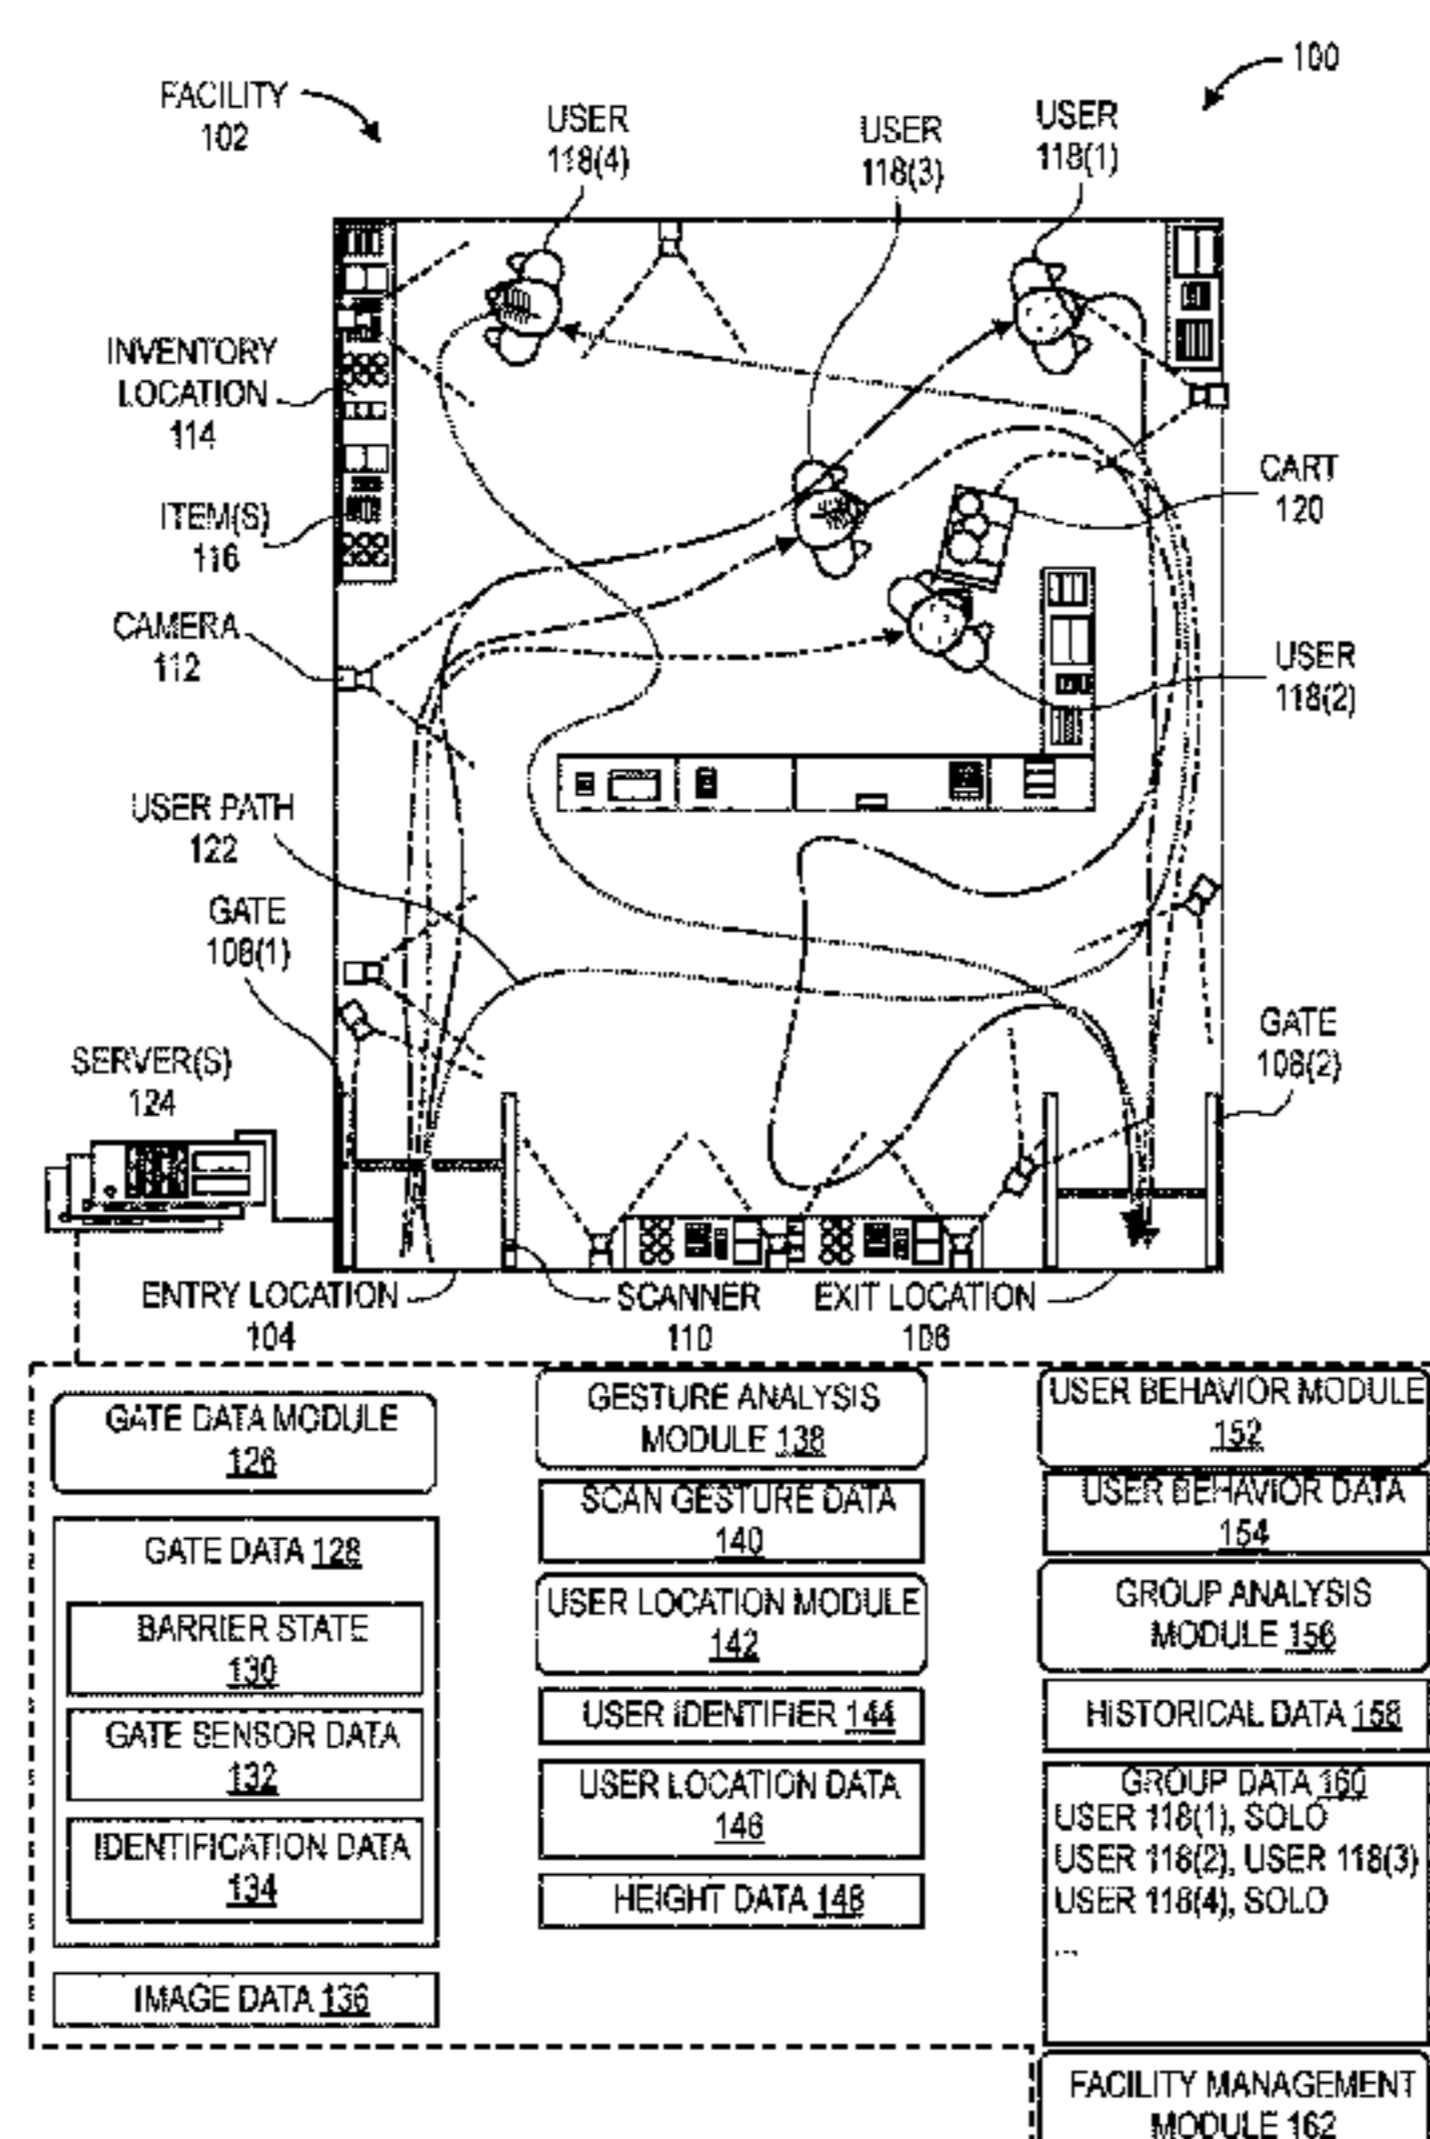 100
FACILITY
102
USER
118(4)
USER
118(3)
USER
118(1)
INVENTORY
LOCATION
114
ITEM(S)
116
CART
120
CAMERA
112
USER
118(2)
USER PATH
122
GATE
108(1)
GATE
108(2)
SERVER(S)
124
ENTRY LOCATION
104
SCANNER
110
EXIT LOCATION
106
GATE DATA MODULE
126
GATE DATA 128
BARRIER STATE
130
GATE SENSOR DATA
132
IDENTIFICATION DATA
134
IMAGE DATA 136
GESTURE ANALYSIS
MODULE 138
SCAN GESTURE DATA
140
USER LOCATION MODULE
142
USER IDENTIFIER 144
USER LOCATION DATA
146
HEIGHT DATA 148
USER BEHAVIOR MODULE
152
USER BEHAVIOR DATA
154
GROUP ANALYSIS
MODULE 156
HISTORICAL DATA 158
GROUP DATA 160
USER 118(1), SOLO
USER 118(2), USER 118(3)
USER 118(4), SOLO
...
FACILITY MANAGEMENT
MODULE 162